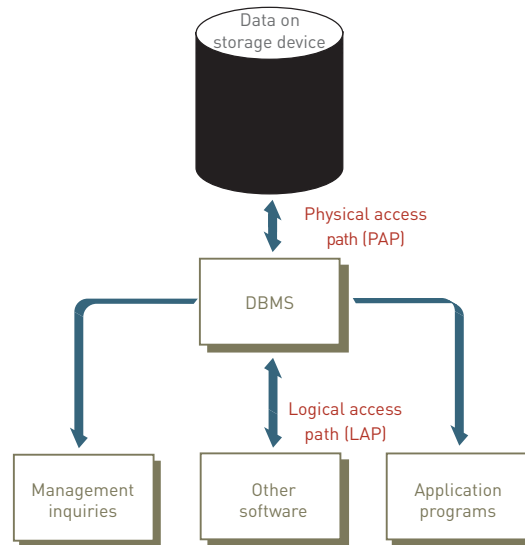 Data on
storage device
Physical access
path (PAP)
DBMS
Logical access
path (LAP)
Management
inquiries
Other
software
Application
programs